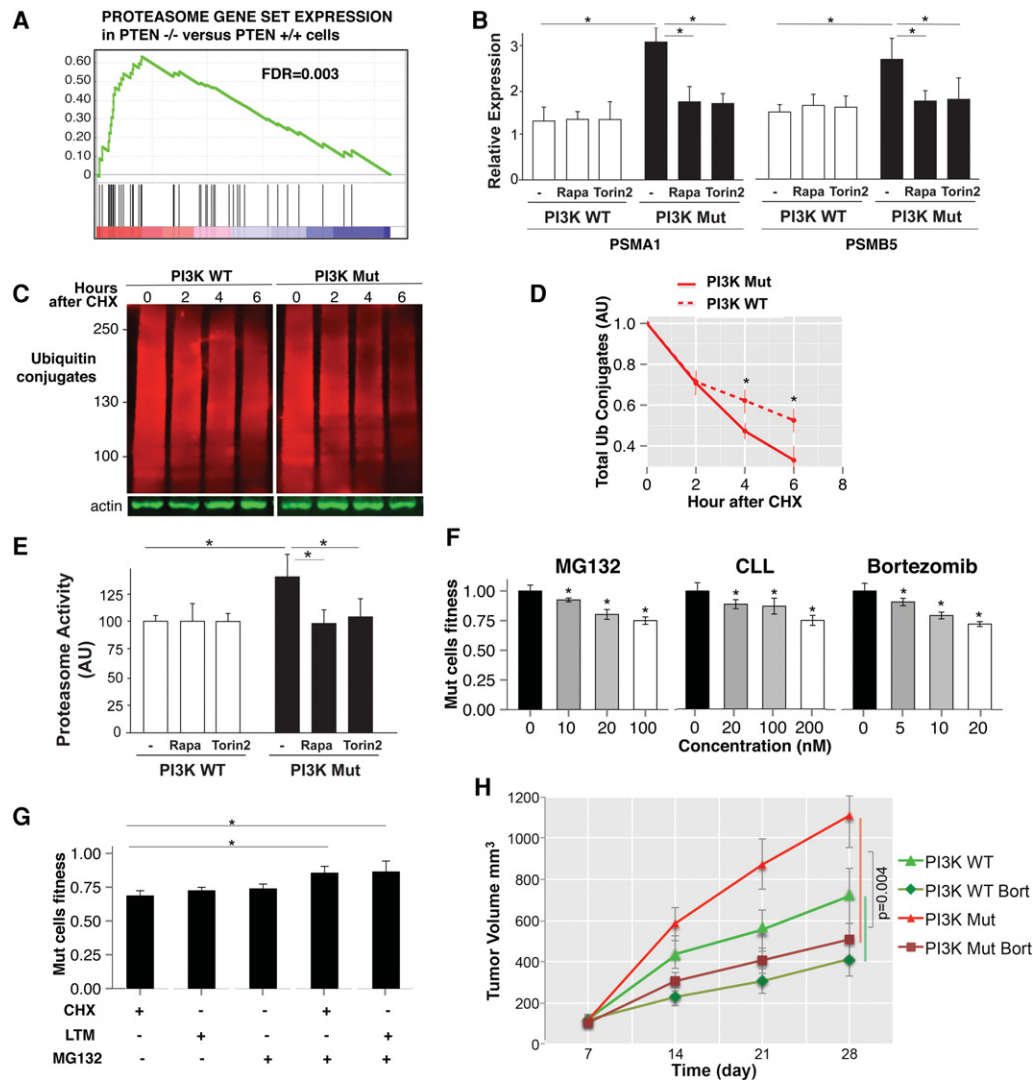 A
PROTEASOME GENE SET EXPRESSION
in PTEN -/- versus PTEN +/+ cells
FDR=0.003
0.60
0.50
0.40
0.30
0.20
0.10
0
B
Relative Expression
3
2
1
0
* * * * * *
- Rapa Torin2 - Rapa Torin2 - Rapa Torin2 - Rapa Torin2
PI3K WT PI3K Mut PI3K WT PI3K Mut
PSMA1 PSMB5
C
PI3K WT PI3K Mut
Hours
after CHX
0 2 4 6 0 2 4 6
250
Ubiquitin
conjugates
130
100
actin
D
PI3K Mut
PI3K WT
Total Ub Conjugates (AU)
1.0
0.8
0.6
0.4
* *
0 2 4 6 8
Hour after CHX
E
Proteasome Activity
(AU)
125
100
75
50
25
0
* * *
- Rapa Torin2 - Rapa Torin2
PI3K WT PI3K Mut
F
MG132 CLL Bortezomib
Mut cells fitness
1.00
0.75
0.50
0.25
0.00
* * * * * * * * *
0 10 20 100 0 20 100 200 0 5 10 20
Concentration (nM)
G
Mut cells fitness
1.00
0.75
0.50
0.25
0.00
*
*
CHX + - - + -
LTM - + - - +
MG132 - - + + +
H
Tumor Volume mm3
1200
1000
800
600
400
200
0
7 14 21 28
Time (day)
p=0.004
PI3K WT
PI3K WT Bort
PI3K Mut
PI3K Mut Bort